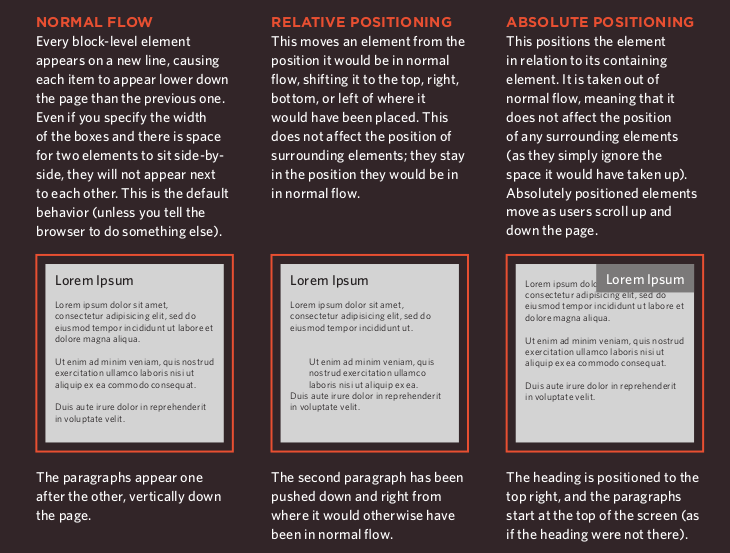 NORMAL FLOW
Every block-level element
appears on a new line, causing
each item to appear lower down
the page than the previous one.
Even if you specify the width
of the boxes and there is space
for two elements to sit side-by-
side, they will not appear next
to each other. This is the default
behavior (unless you tell the
browser to do something else).
Lorem Ipsum
Lorem ipsum dolor sit amet,
consectetur adipisicing elit, sed do
eiusmod tempor incididunt ut labore et
dolore magna aliqua.
Ut enim ad minim veniam, quis nostrud
exercitation ullamco laboris nisi ut
aliquip ex ea commodo consequat.
Duis aute irure dolor in reprehenderit
in voluptate velit.
The paragraphs appear one
after the other, vertically down
the page.
RELATIVE POSITIONING
This moves an element from the
position it would be in normal
flow, shifting it to the top, right,
bottom, or left of where it
would have been placed. This
does not affect the position of
surrounding elements; they stay
in the position they would be in
in normal flow.
Lorem Ipsum
Lorem ipsum dolor sit amet,
consectetur adipisicing elit, sed do
eiusmod tempor incididunt ut.
Ut enim ad minim veniam, quis
nostrud exercitation ullamco
laboris nisi ut aliquip ex ea.
Duis aute irure dolor in reprehenderit
in voluptate velit.
The second paragraph has been
pushed down and right from
where it would otherwise have
been in normal flow.
ABSOLUTE POSITIONING
This positions the element
in relation to its containing
element. It is taken out of
normal flow, meaning that it
does not affect the position
of any surrounding elements
(as they simply ignore the
space it would have taken up).
Absolutely positioned elements
move as users scroll up and
down the page.
Lorem Ipsum
Lorem ipsum dolo
consectetur adipisicing elit, sed do
eiusmod tempor incididunt ut labore et
dolore magna aliqua.
Ut enim ad minim veniam, quis nostrud
exercitation ullamco laboris nisi ut
aliquip ex ea commodo consequat.
Duis aute irure dolor in reprehenderit
in voluptate velit.
The heading is positioned to the
top right, and the paragraphs
start at the top of the screen (as
if the heading were not there).